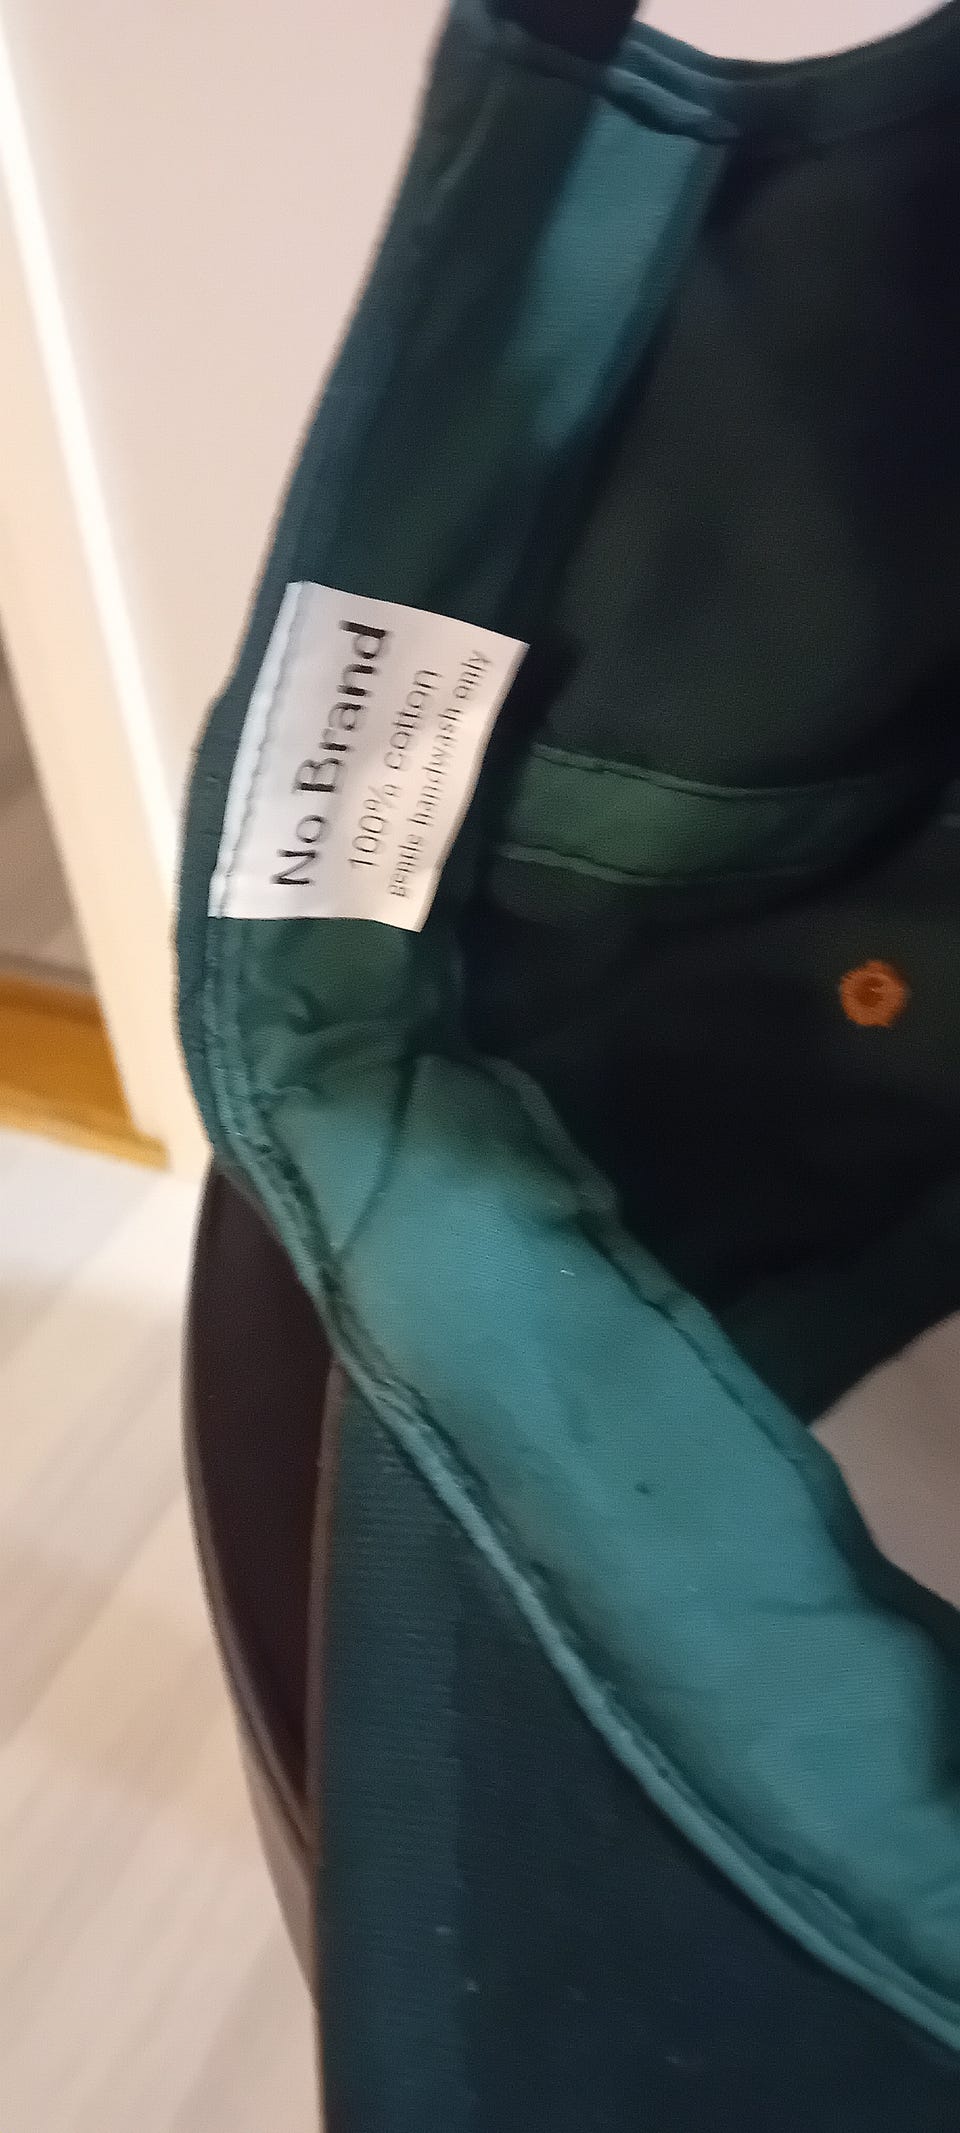 No Brand
100% cotton
gentle handwash only